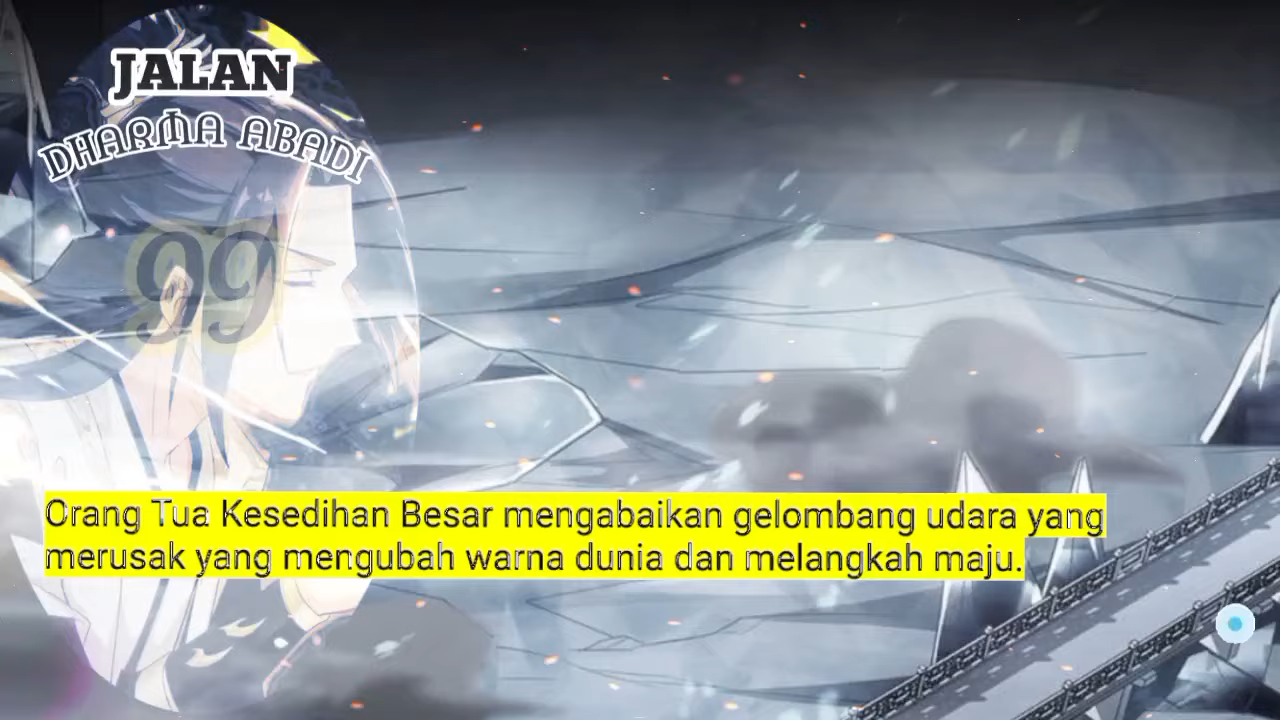 JALAN
DHARMA ABADI
99
Orang Tua Kesedihan Besar mengabaikan gelombang udara yang
merusak yang mengubah warna dunia dan melangkah maju.